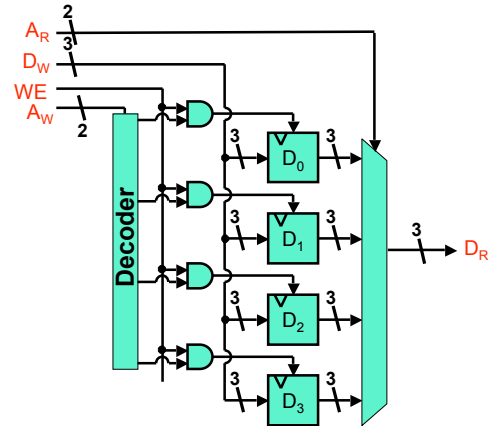 2
A_R
3
D_W
WE
A_W
2
Decoder
3 D_0 3
3 D_1 3
3 D_R
3 D_2 3
3 D_3 3